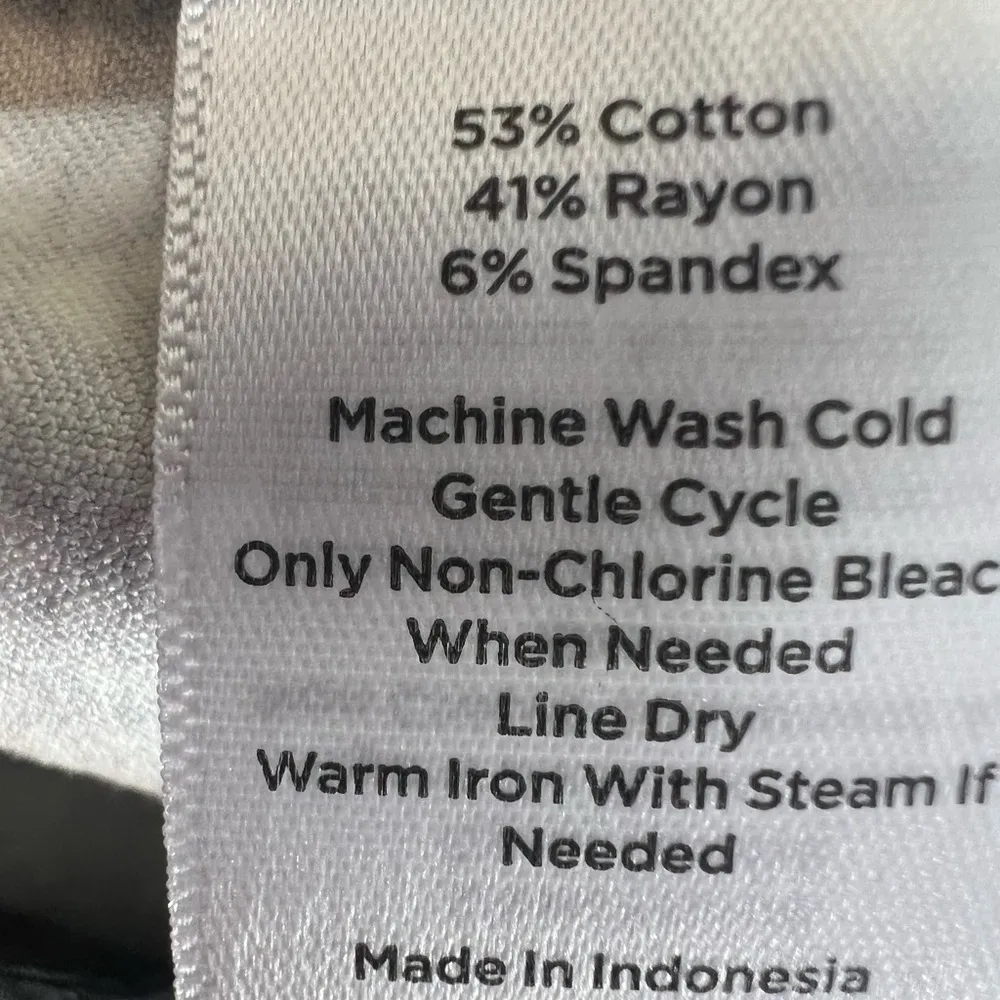 53% Cotton
41% Rayon
6% Spandex
Machine Wash Cold
Gentle Cycle
Only Non-Chlorine Bleac
When Needed
Line Dry
Warm Iron With Steam If
Needed
Made In Indonesia